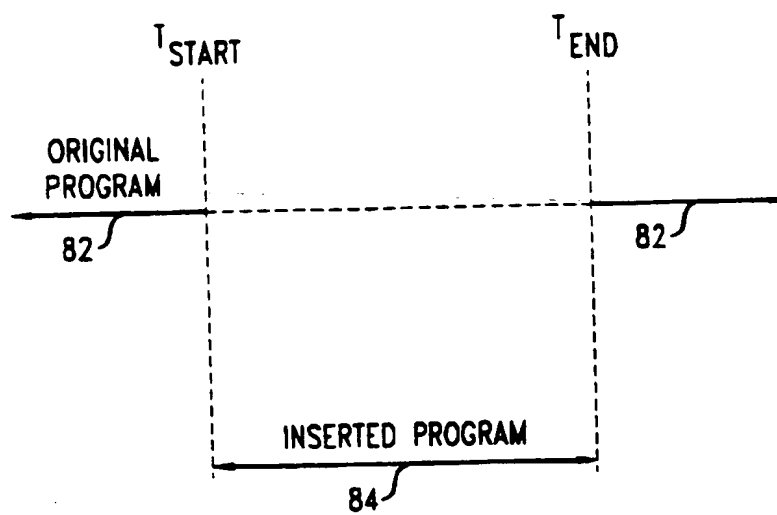 T START
T END
ORIGINAL
PROGRAM
82
82
INSERTED PROGRAM
84